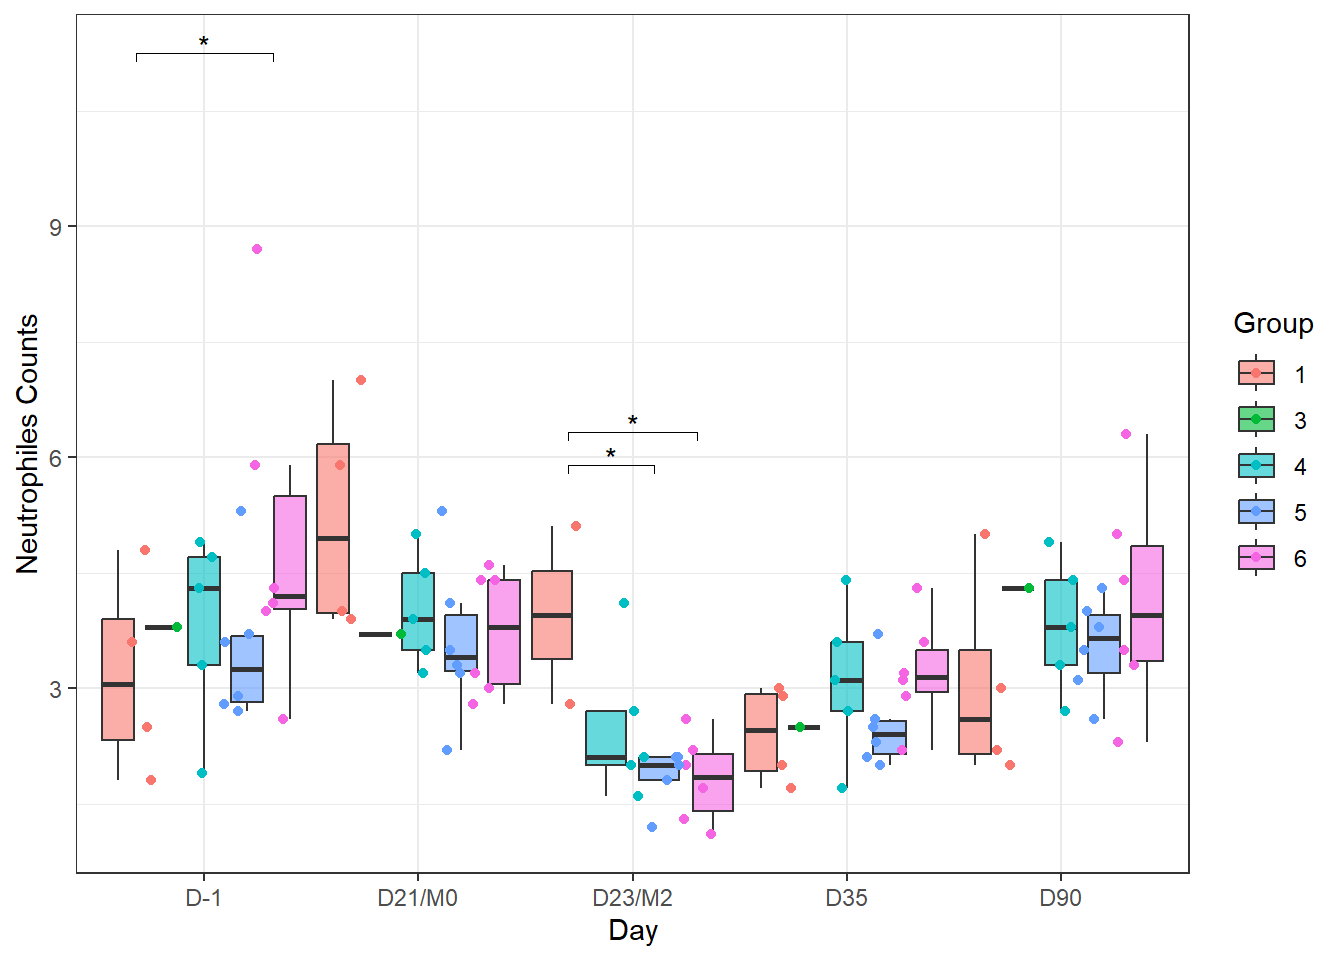 *
9
*
6
*
3
Neutrophiles Counts
D-1
D21/M0
D23/M2
D35
D90
Day
Group
1
3
4
5
6